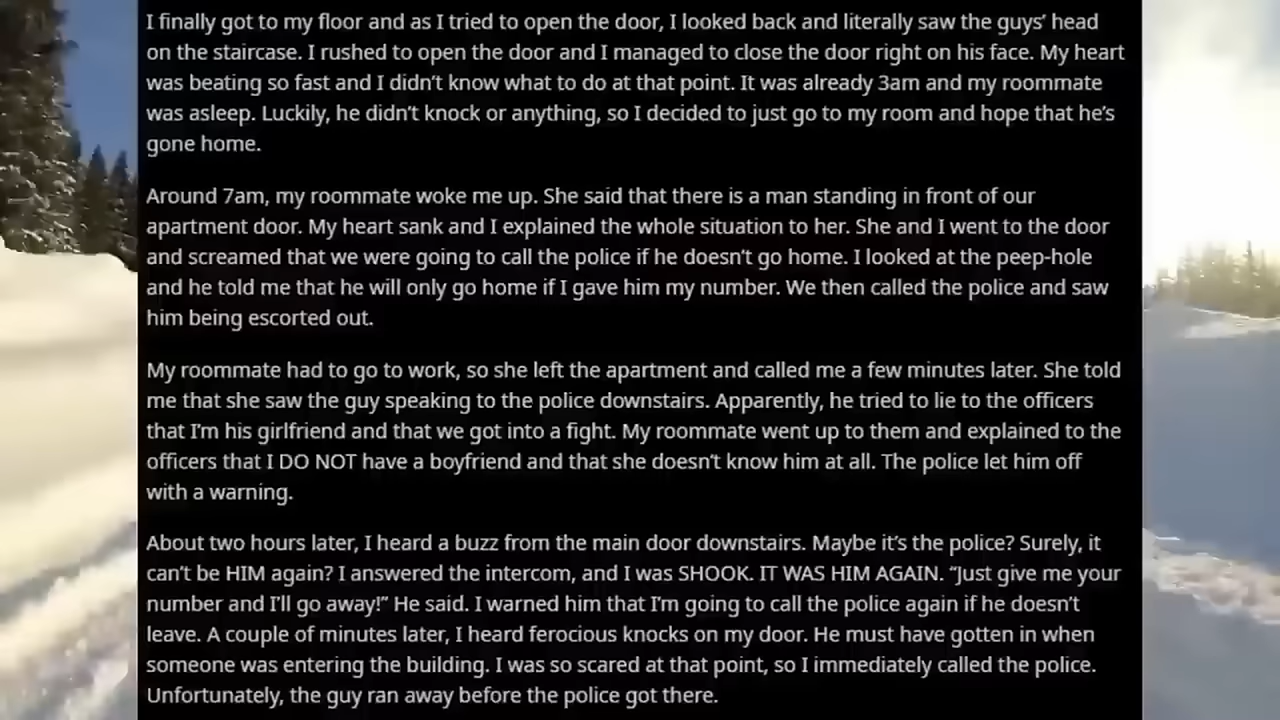 I finally got to my floor and as I tried to open the door, I looked back and literally saw the guys’ head
on the staircase. I rushed to open the door and I managed to close the door right on his face. My heart
was beating so fast and I didn’t know what to do at that point. It was already 3am and my roommate
was asleep. Luckily, he didn’t knock or anything, so I decided to just go to my room and hope that he’s
gone home.
Around 7am, my roommate woke me up. She said that there is a man standing in front of our
apartment door. My heart sank and I explained the whole situation to her. She and I went to the door
and screamed that we were going to call the police if he doesn’t go home. I looked at the peep-hole
and he told me that he will only go home if I gave him my number. We then called the police and saw
him being escorted out.
My roommate had to go to work, so she left the apartment and called me a few minutes later. She told
me that she saw the guy speaking to the police downstairs. Apparently, he tried to lie to the officers
that I’m his girlfriend and that we got into a fight. My roommate went up to them and explained to the
officers that I DO NOT have a boyfriend and that she doesn’t know him at all. The police let him off
with a warning.
About two hours later, I heard a buzz from the main door downstairs. Maybe it’s the police? Surely, it
can’t be HIM again? I answered the intercom, and I was SHOOK. IT WAS HIM AGAIN. “Just give me your
number and I’ll go away!” He said. I warned him that I’m going to call the police again if he doesn’t
leave. A couple of minutes later, I heard ferocious knocks on my door. He must have gotten in when
someone was entering the building. I was so scared at that point, so I immediately called the police.
Unfortunately, the guy ran away before the police got there.